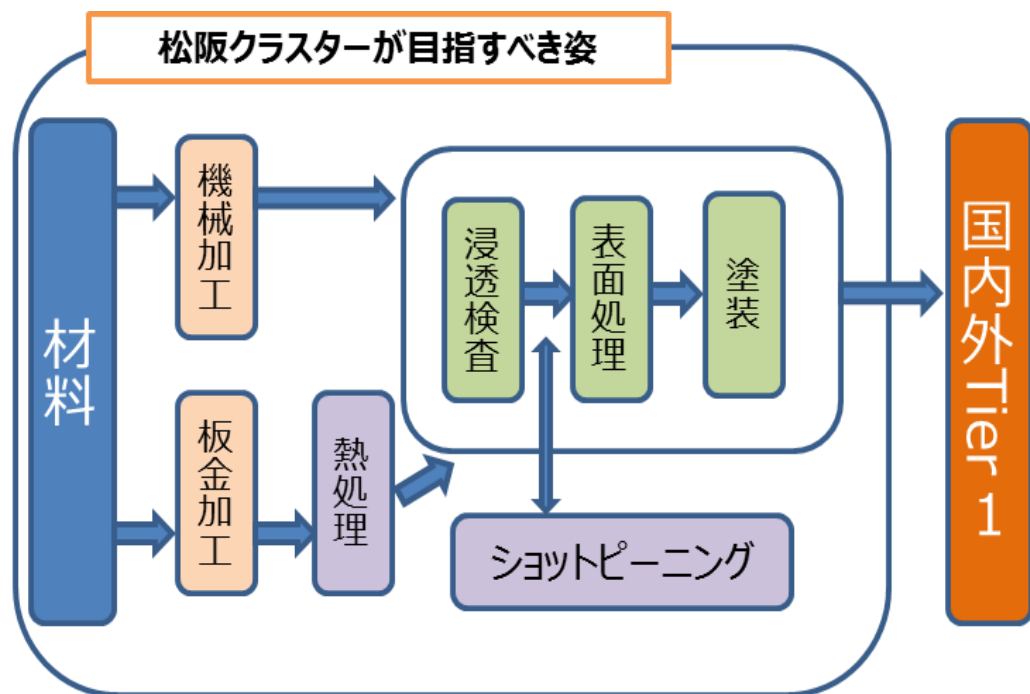 松阪クラスターが目指すべき姿
材料
機械加工
板金加工
熱処理
浸透検査
表面処理
塗装
ショットピーニング
国内外Tier 1